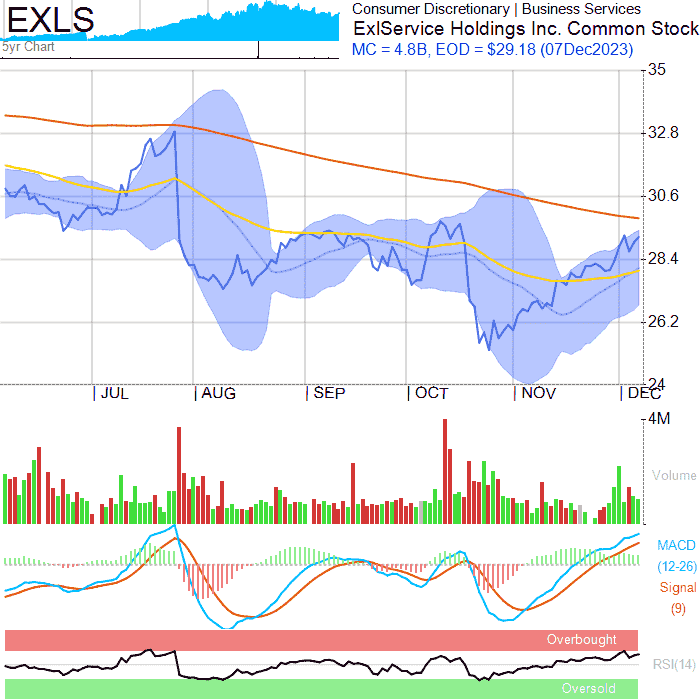 EXLS
5yr Chart
Consumer Discretionary | Business Services
ExlService Holdings Inc. Common Stock
MC = 4.8B, EOD = $29.18 (07Dec2023)
35
32.8
30.6
28.4
26.2
24
JUL AUG SEP OCT NOV DEC
4M
Volume
MACD
(12-26)
Signal
(9)
Overbought
RSI(14)
Oversold